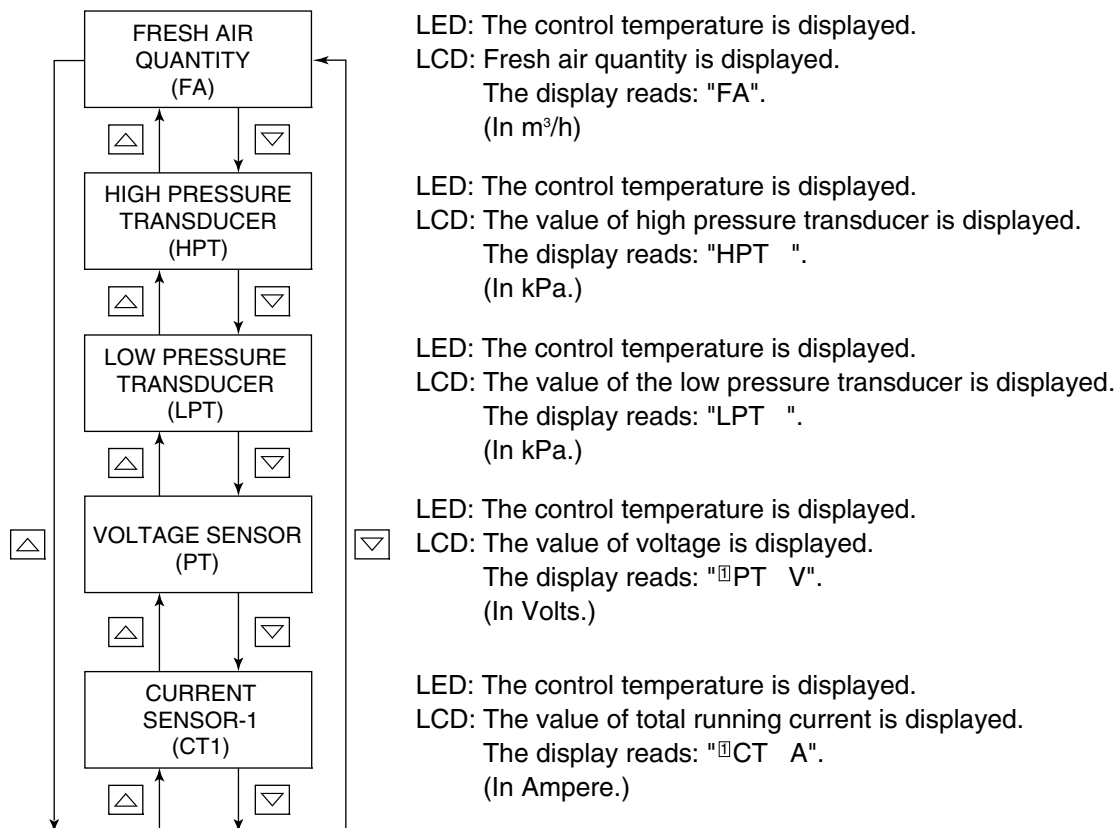 FRESH AIR
QUANTITY
(FA)
LED: The control temperature is displayed.
LCD: Fresh air quantity is displayed.
The display reads: "FA".
(In m³/h)
HIGH PRESSURE
TRANSDUCER
(HPT)
LED: The control temperature is displayed.
LCD: The value of high pressure transducer is displayed.
The display reads: "HPT ".
(In kPa.)
LOW PRESSURE
TRANSDUCER
(LPT)
LED: The control temperature is displayed.
LCD: The value of the low pressure transducer is displayed.
The display reads: "LPT ".
(In kPa.)
VOLTAGE SENSOR
(PT)
LED: The control temperature is displayed.
LCD: The value of voltage is displayed.
The display reads: "1PT V".
(In Volts.)
CURRENT
SENSOR-1
(CT1)
LED: The control temperature is displayed.
LCD: The value of total running current is displayed.
The display reads: "1CT A".
(In Ampere.)